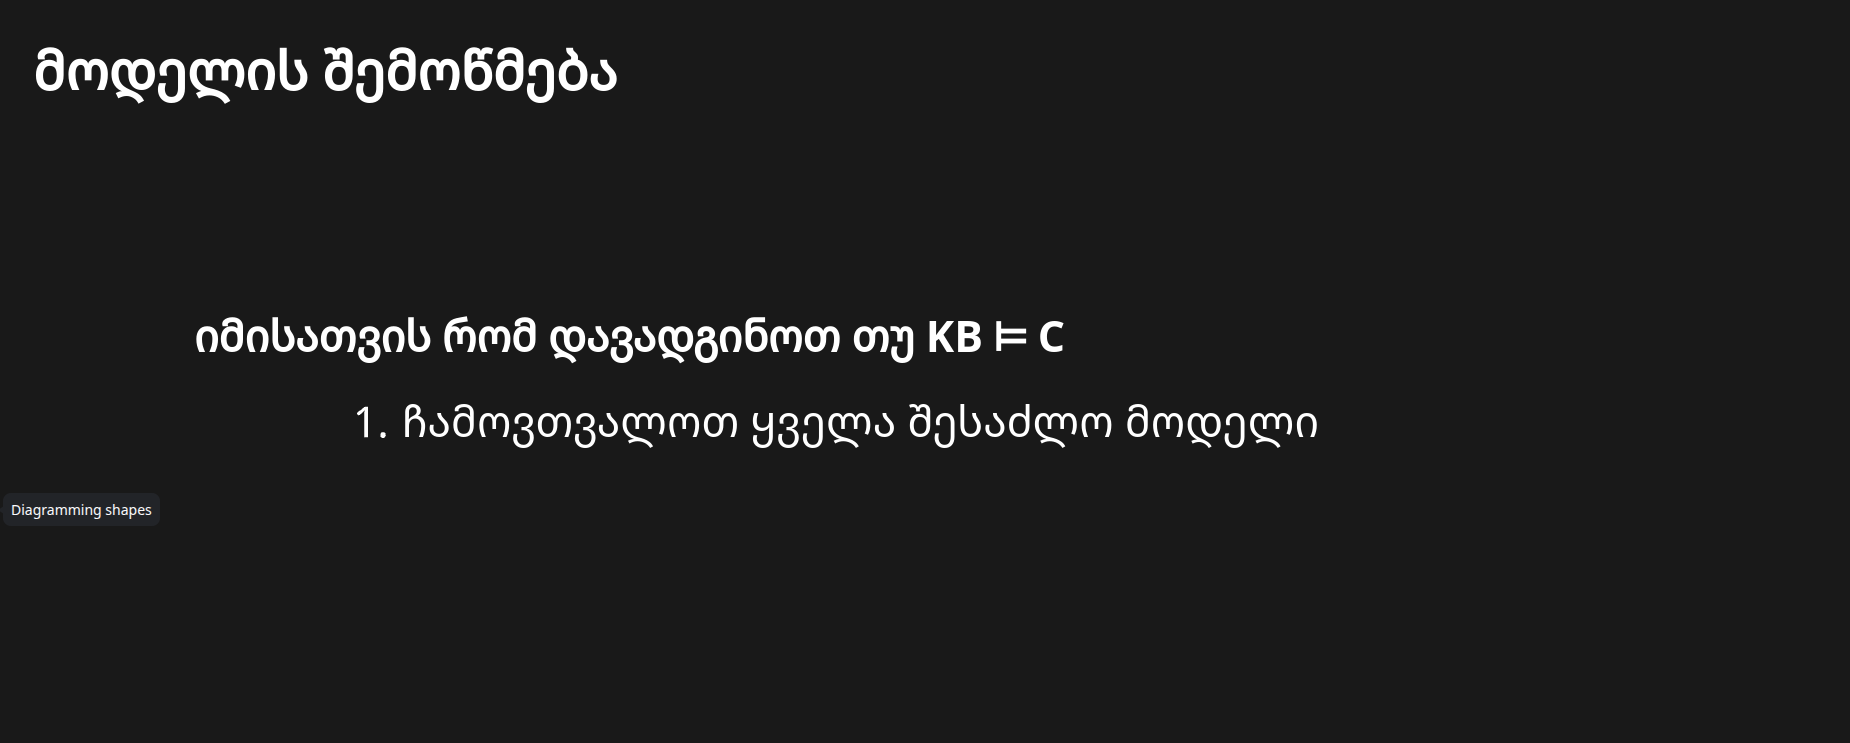 მოდელის შემოწმება
იმისათვის რომ დავადგინოთ თუ KB ⊨ C
1. ჩამოვთვალოთ ყველა შესაძლო მოდელი
Diagramming shapes